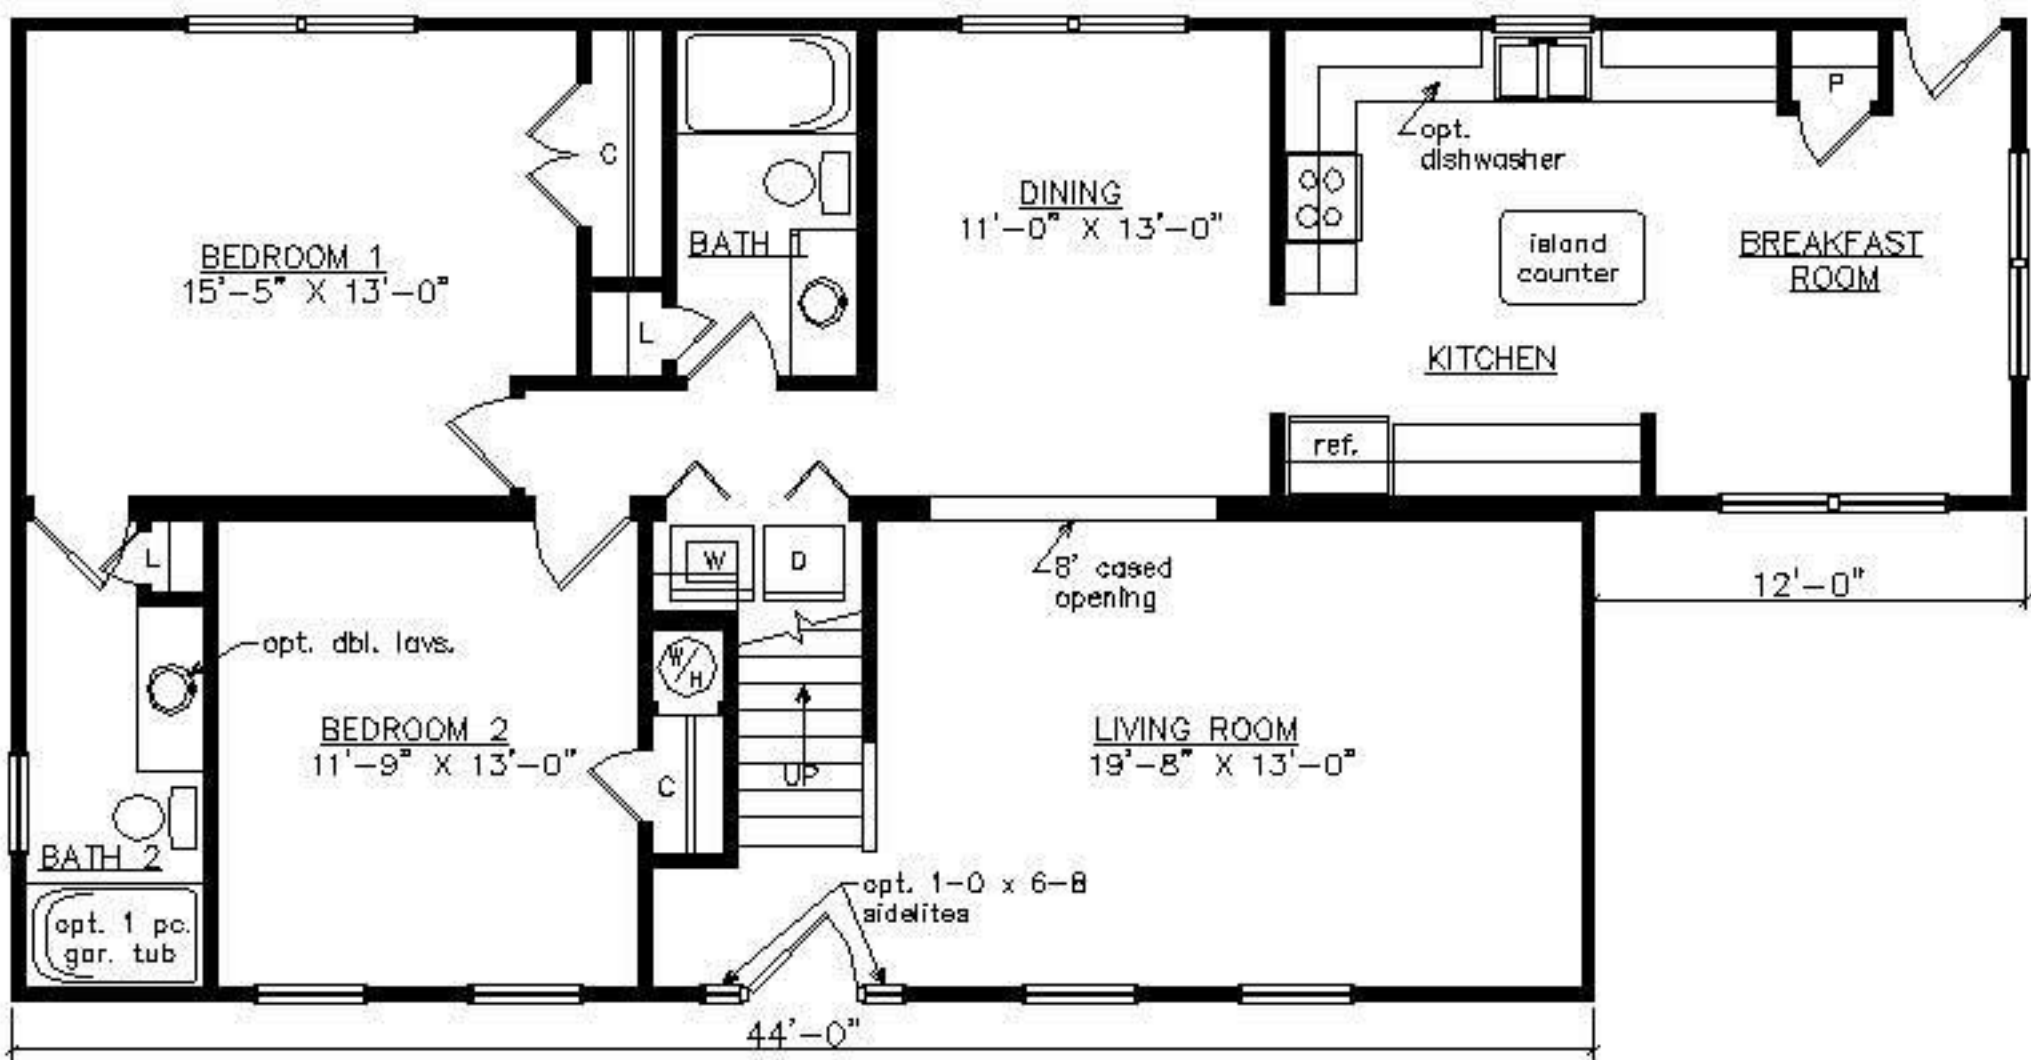 P
opt.
dishwasher
C
DINING
11'-0" X 13'-0"
BATH 1
island
counter
BREAKFAST
ROOM
BEDROOM 1
15'-5" X 13'-0"
L
KITCHEN
ref.
L
W
D
8' cased
opening
12'-0"
opt. dbl. lavs.
W/H
BEDROOM 2
11'-9" X 13'-0"
LIVING ROOM
19'-8" X 13'-0"
UP
C
BATH 2
opt. 1-0 x 6-8
sidelites
opt. 1 pc.
gar. tub
44'-0"